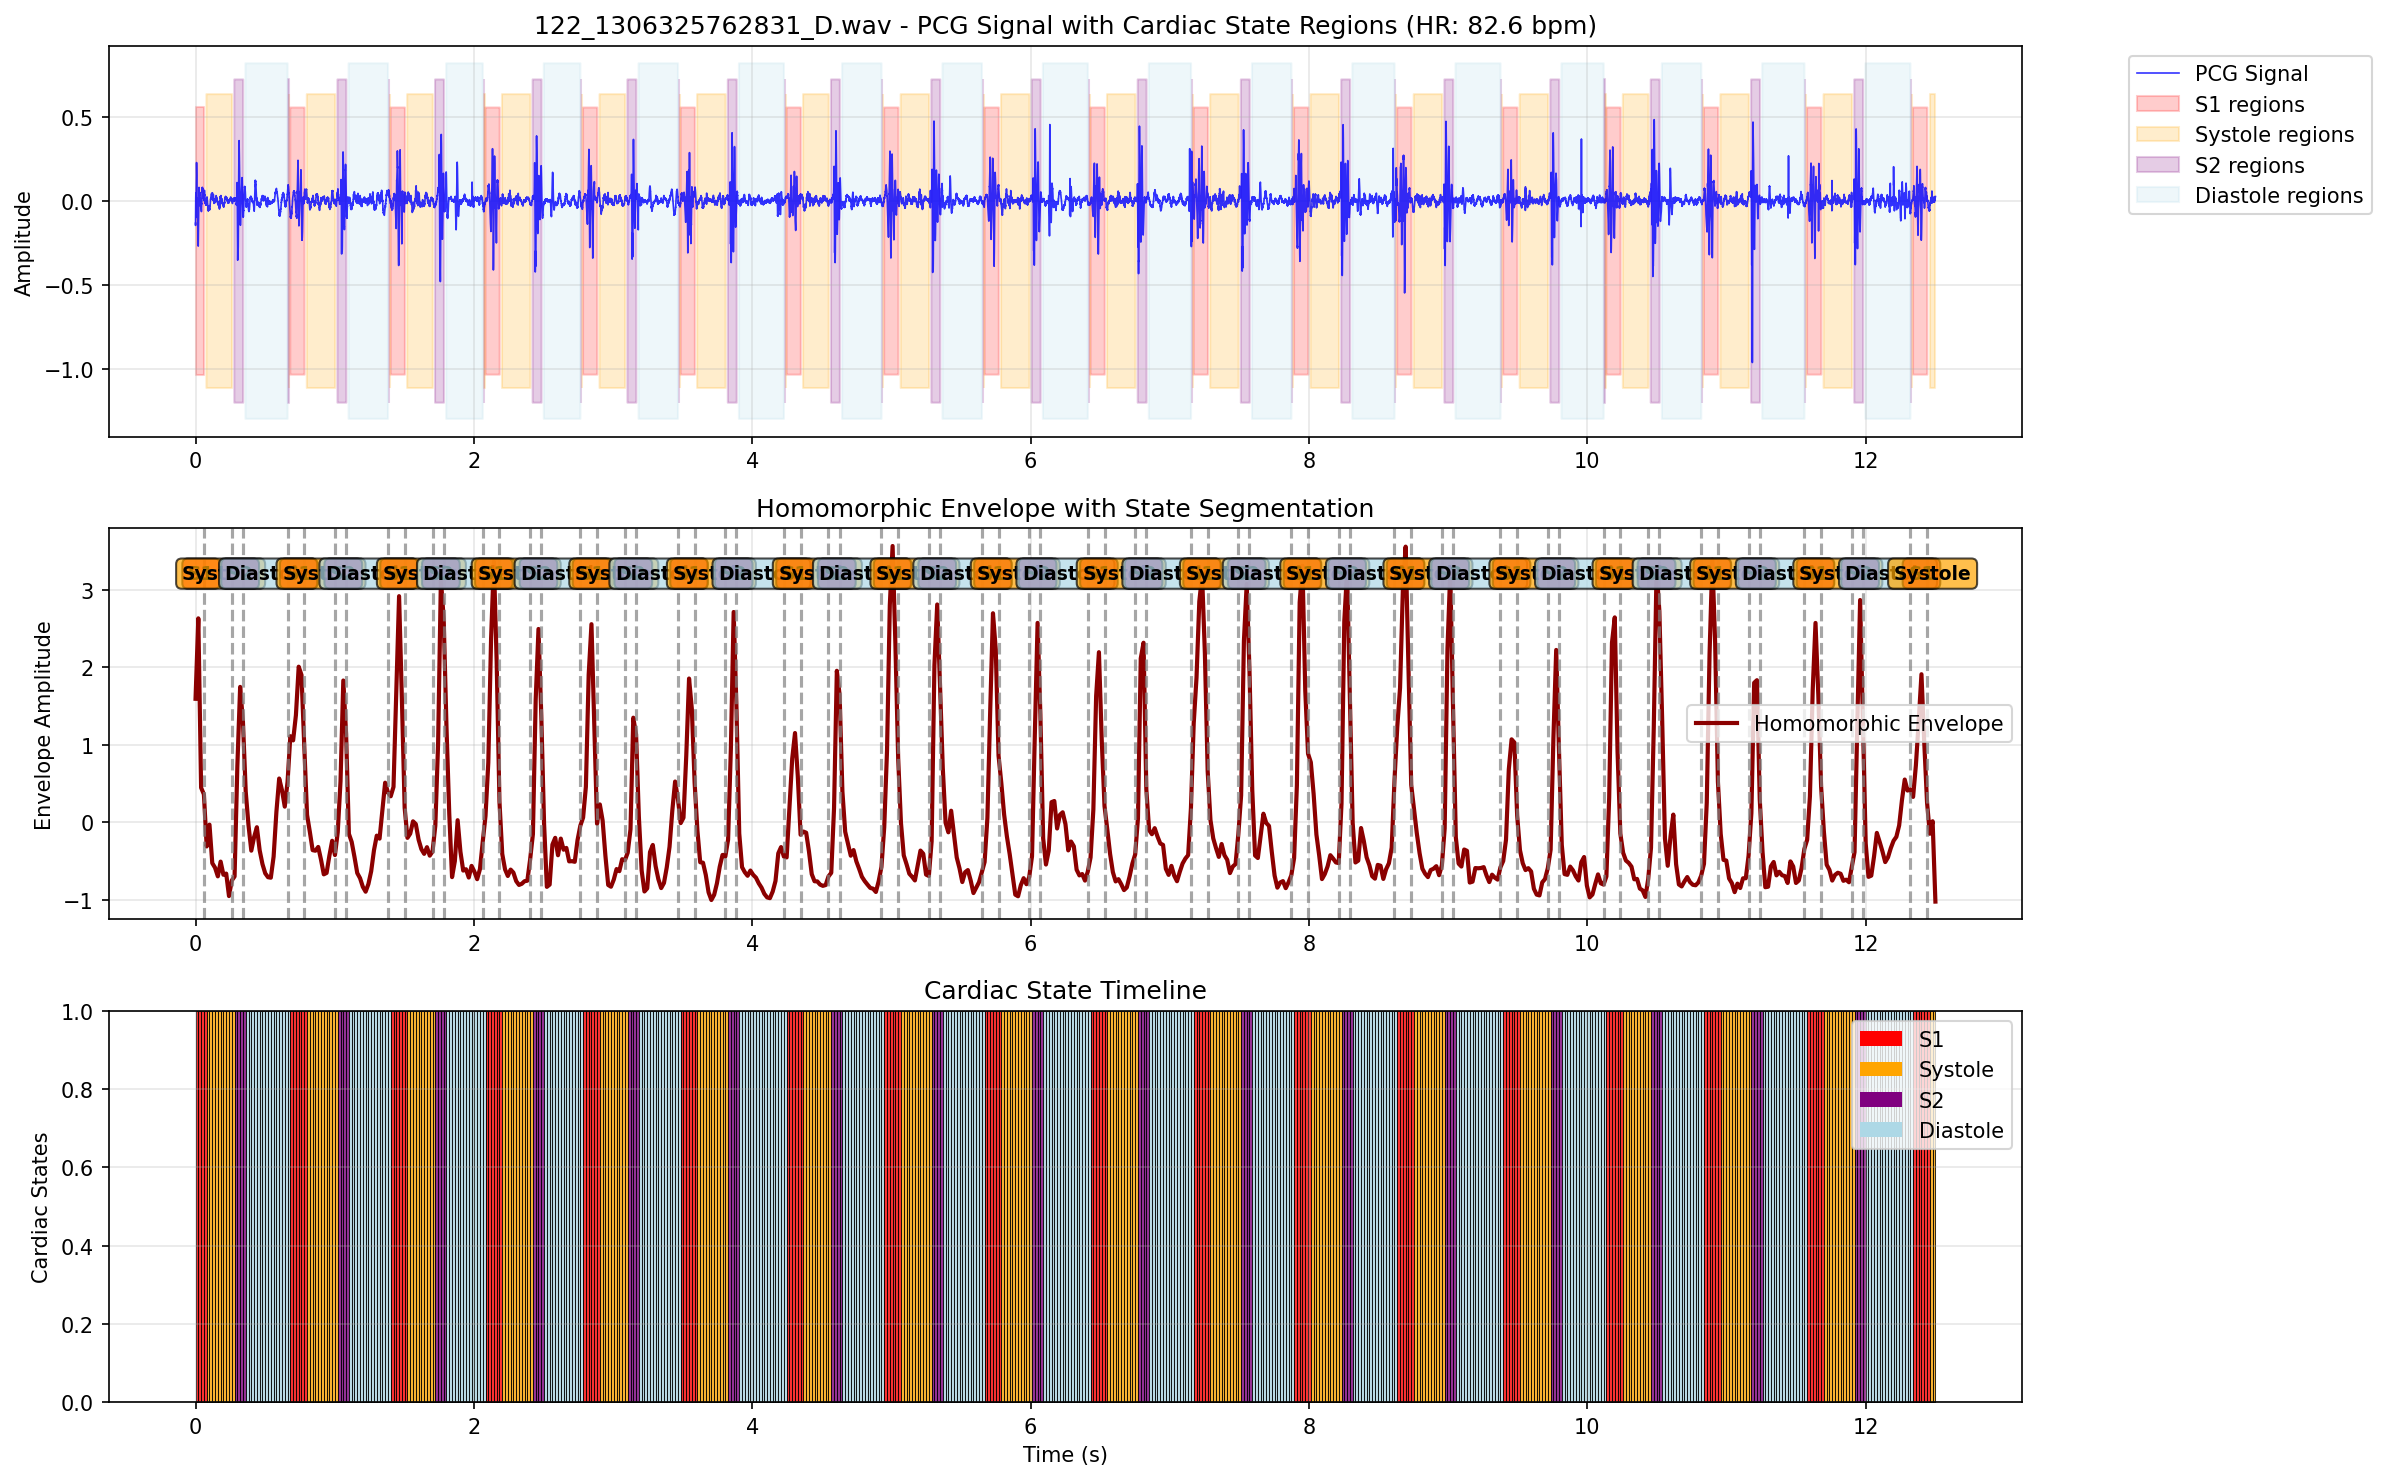 122_1306325762831_D.wav - PCG Signal with Cardiac State Regions (HR: 82.6 bpm)
Amplitude
0.5
0.0
−0.5
−1.0
0 2 4 6 8 10 12
PCG Signal
S1 regions
Systole regions
S2 regions
Diastole regions
Homomorphic Envelope with State Segmentation
Envelope Amplitude
3
2
1
0
−1
Sys Diast Sys Diast Sys Diast Sys Diast Sys Diast Syst Diast Syst Diast Sys Diast Syst Diast Syst Diast Syst Diast Syst Diast Syst Diast Syst Diast Sys Diast Syst Diast Syst Diast Systole
Homomorphic Envelope
0 2 4 6 8 10 12
Cardiac State Timeline
Cardiac States
1.0
0.8
0.6
0.4
0.2
0.0
S1
Systole
S2
Diastole
0 2 4 6 8 10 12
Time (s)